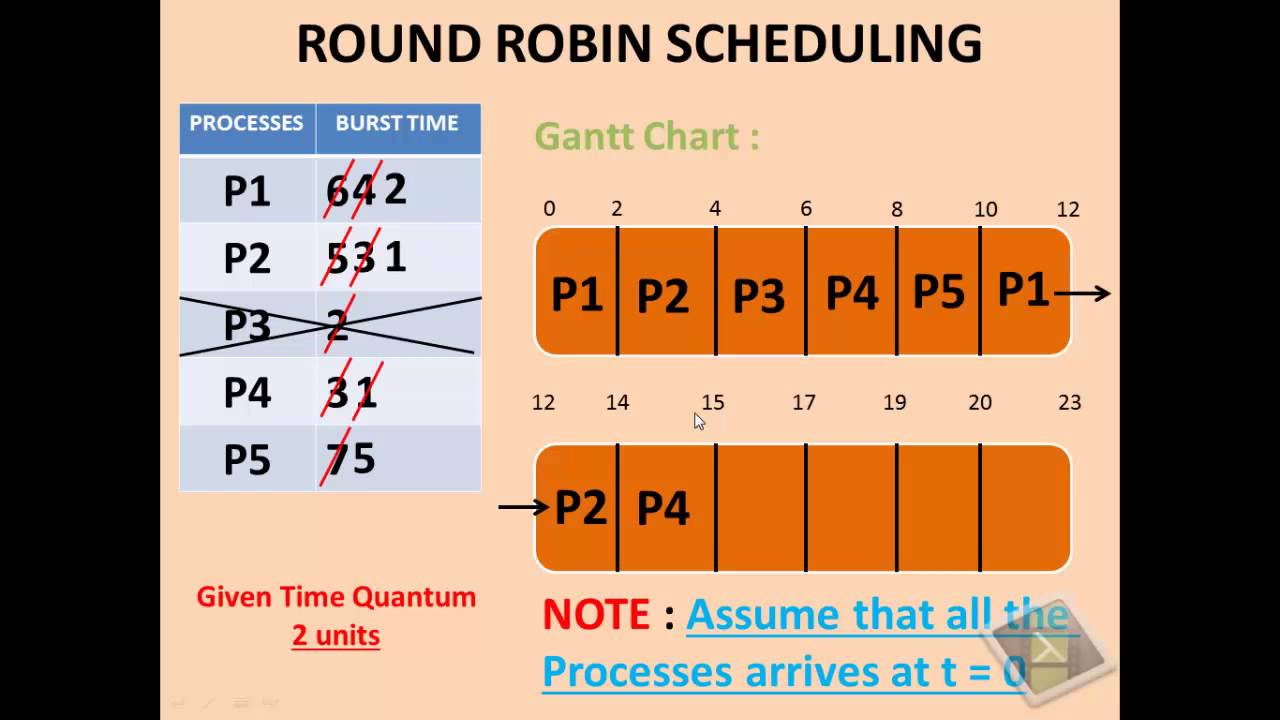 ROUND ROBIN SCHEDULING
PROCESSES BURST TIME
P1 6 4 2
P2 5 3 1
P3 2
P4 3 1
P5 7 5
Given Time Quantum
2 units
Gantt Chart :
0 2 4 6 8 10 12
P1 P2 P3 P4 P5 P1
12 14 15 17 19 20 23
P2 P4
NOTE : Assume that all the
Processes arrives at t = 0